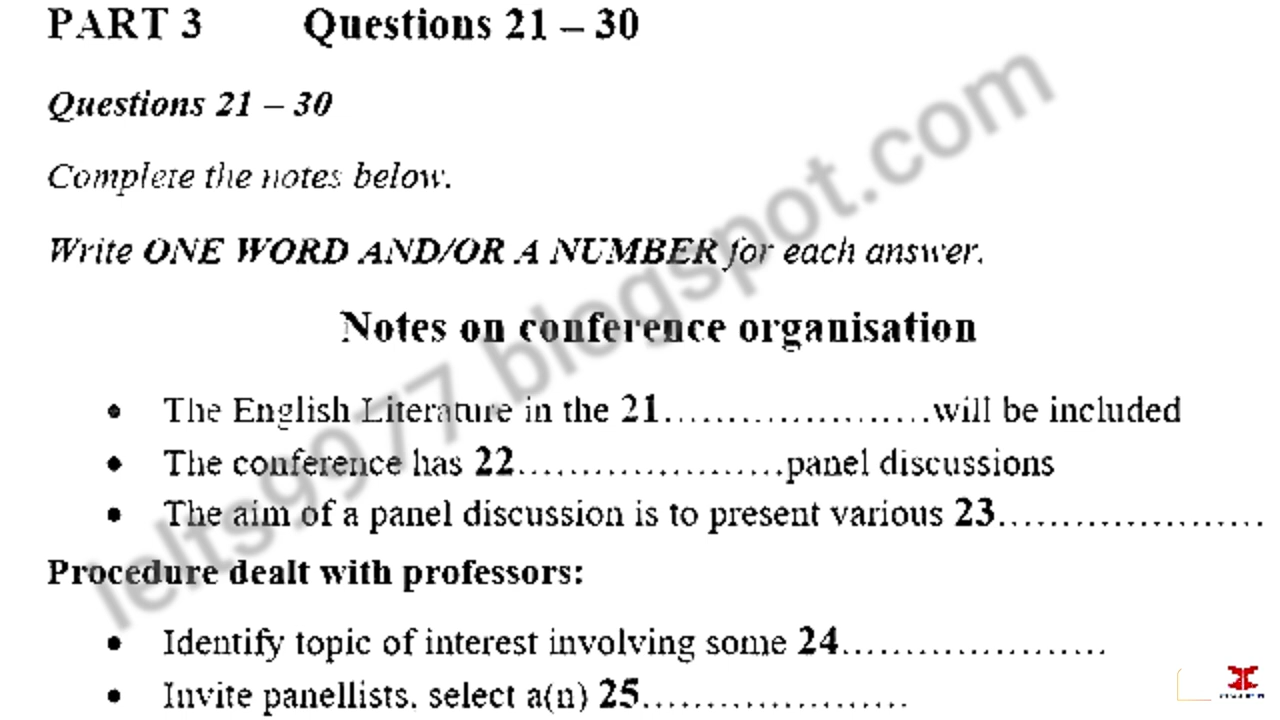 PART 3 Questions 21 – 30
Questions 21 – 30
Complete the notes below.
Write ONE WORD AND/OR A NUMBER for each answer.
Notes on conference organisation
• The English Literature in the 21.....................will be included
• The conference has 22.....................panel discussions
• The aim of a panel discussion is to present various 23.....................
Procedure dealt with professors:
• Identify topic of interest involving some 24.....................
• Invite panellists, select a(n) 25.....................
ielts9977.blogspot.com